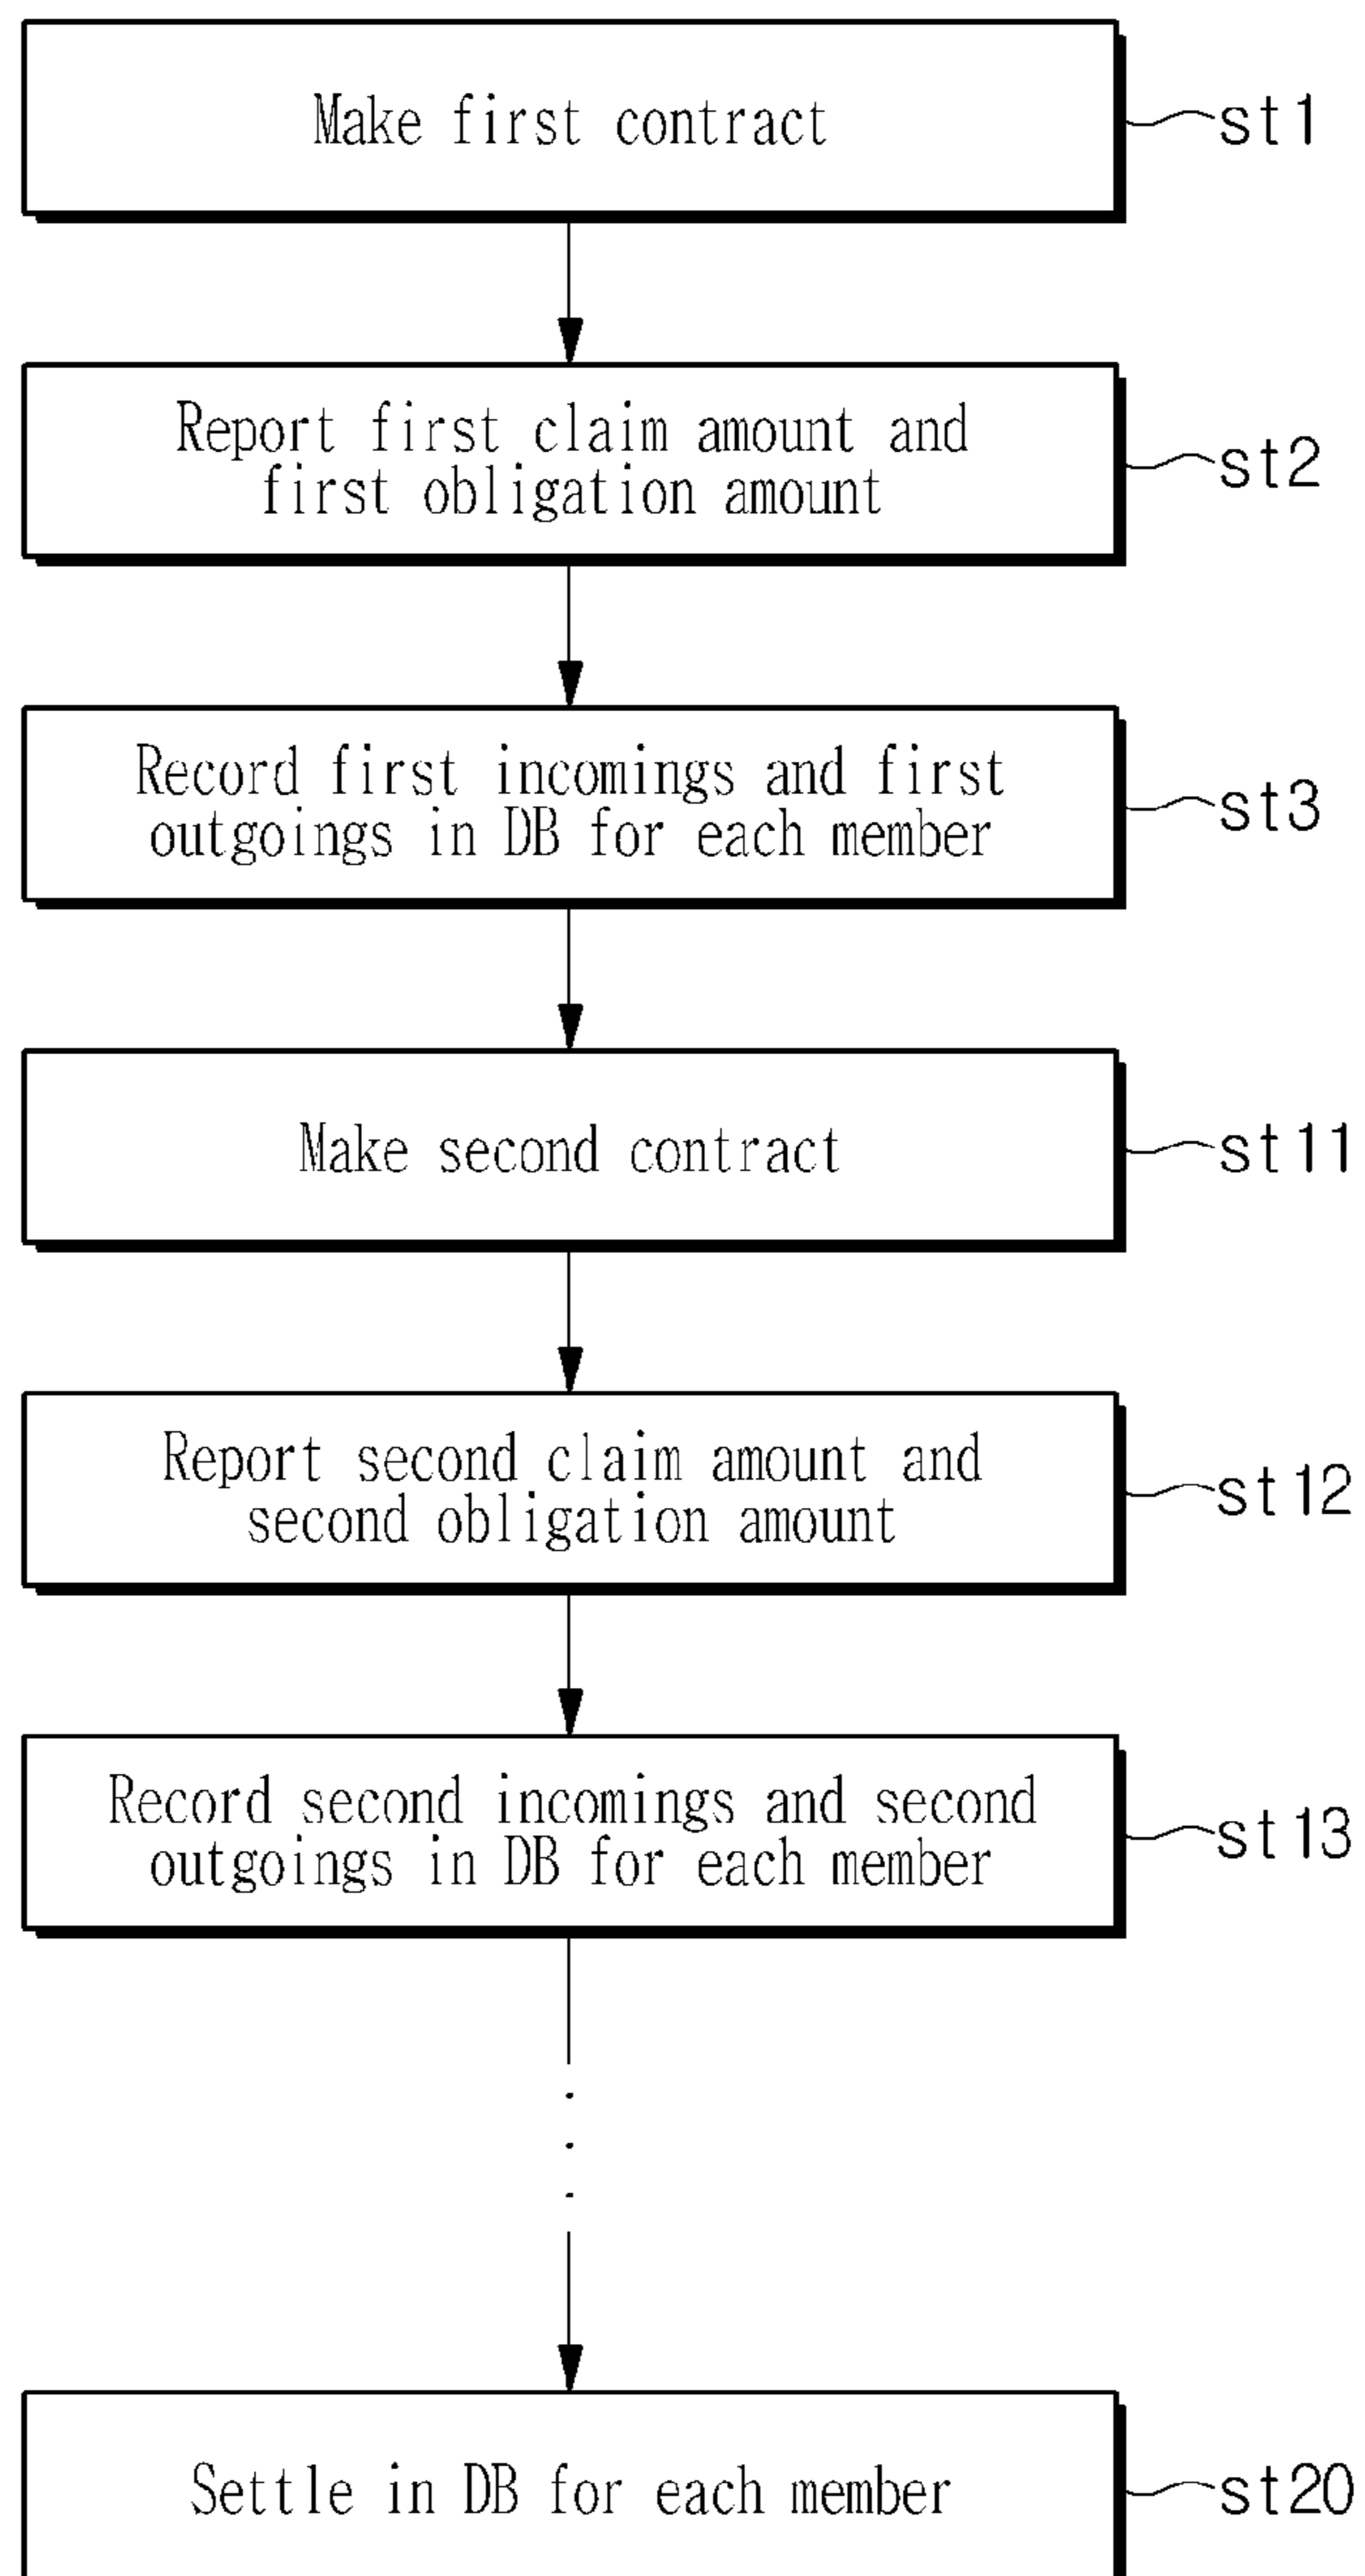 Make first contract
st1
Report first claim amount and
first obligation amount
st2
Record first incomings and first
outgoings in DB for each member
st3
Make second contract
st11
Report second claim amount and
second obligation amount
st12
Record second incomings and second
outgoings in DB for each member
st13
Settle in DB for each member
st20